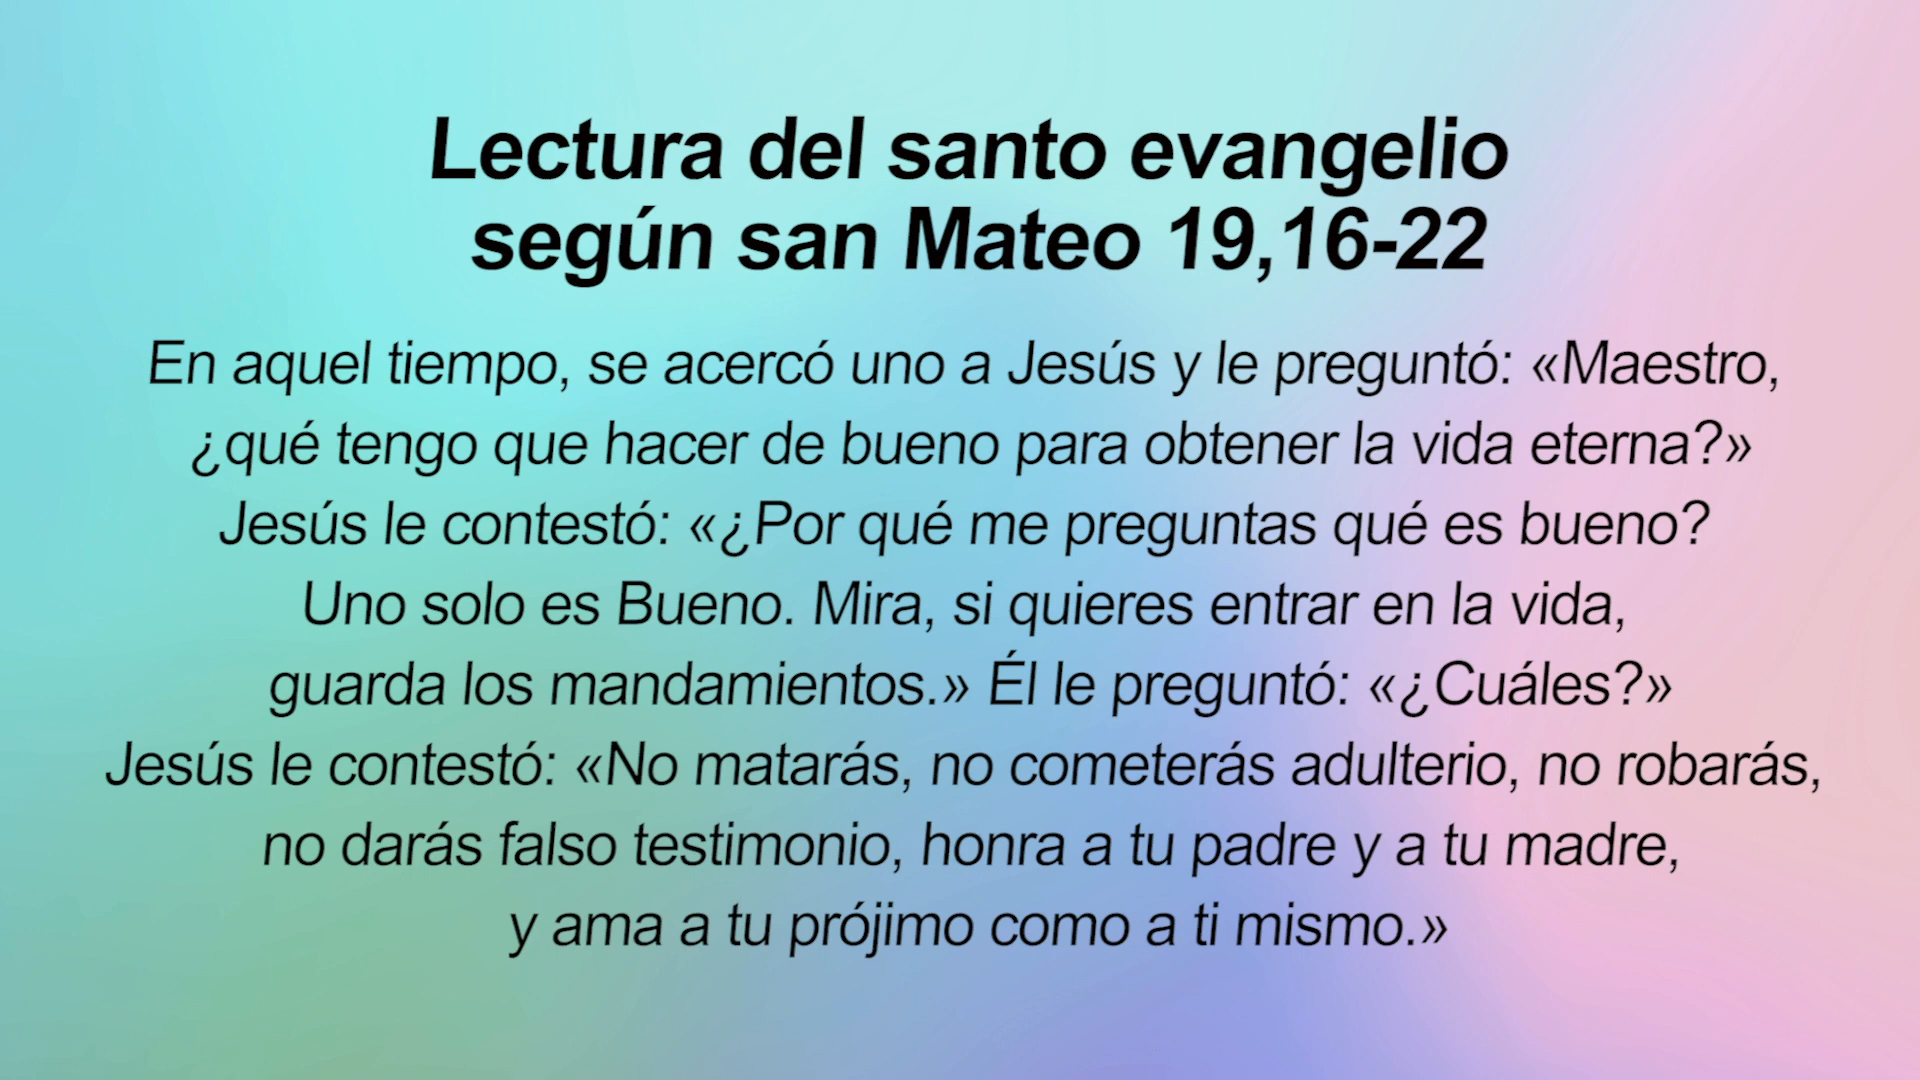 Lectura del santo evangelio
según san Mateo 19,16-22
En aquel tiempo, se acercó uno a Jesús y le preguntó: «Maestro,
¿qué tengo que hacer de bueno para obtener la vida eterna?»
Jesús le contestó: «¿Por qué me preguntas qué es bueno?
Uno solo es Bueno. Mira, si quieres entrar en la vida,
guarda los mandamientos.» Él le preguntó: «¿Cuáles?»
Jesús le contestó: «No matarás, no cometerás adulterio, no robarás,
no darás falso testimonio, honra a tu padre y a tu madre,
y ama a tu prójimo como a ti mismo.»